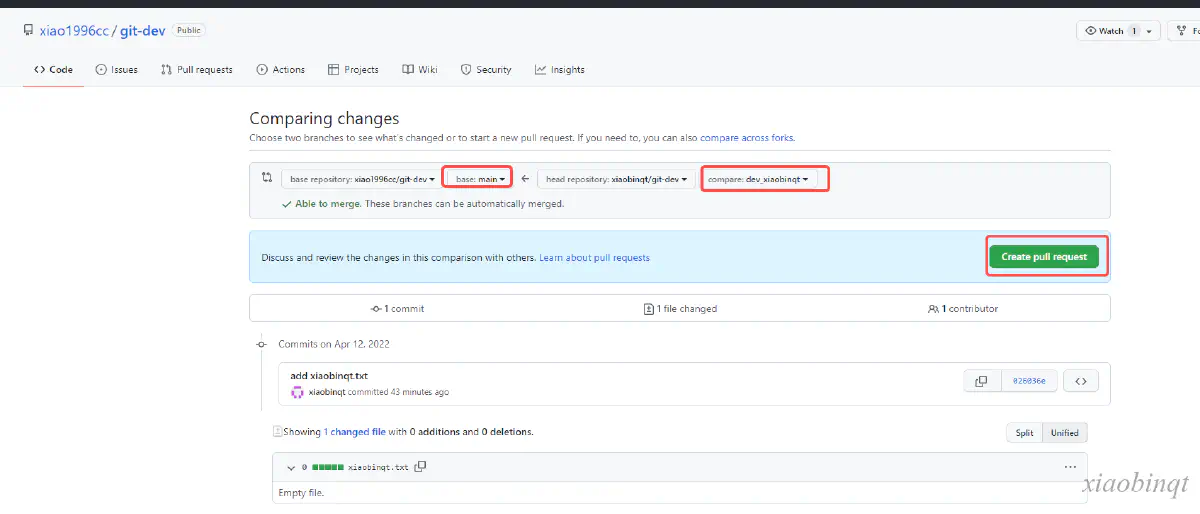 xiao1996cc / git-dev Public
Watch 1
Code Issues Pull requests Actions Projects Wiki Security Insights
Comparing changes
Choose two branches to see what's changed or to start a new pull request. If you need to, you can also compare across forks.
base repository: xiao1996cc/git-dev base: main ← head repository: xiaobinqt/git-dev compare: dev_xiaobinqt
Able to merge. These branches can be automatically merged.
Discuss and review the changes in this comparison with others. Learn about pull requests
Create pull request
1 commit 1 file changed 1 contributor
Commits on Apr 12, 2022
add xiaobinqt.txt
xiaobinqt committed 43 minutes ago
026036e
Showing 1 changed file with 0 additions and 0 deletions.
Split Unified
0 xiaobinqt.txt
Empty file.
xiaobinqt